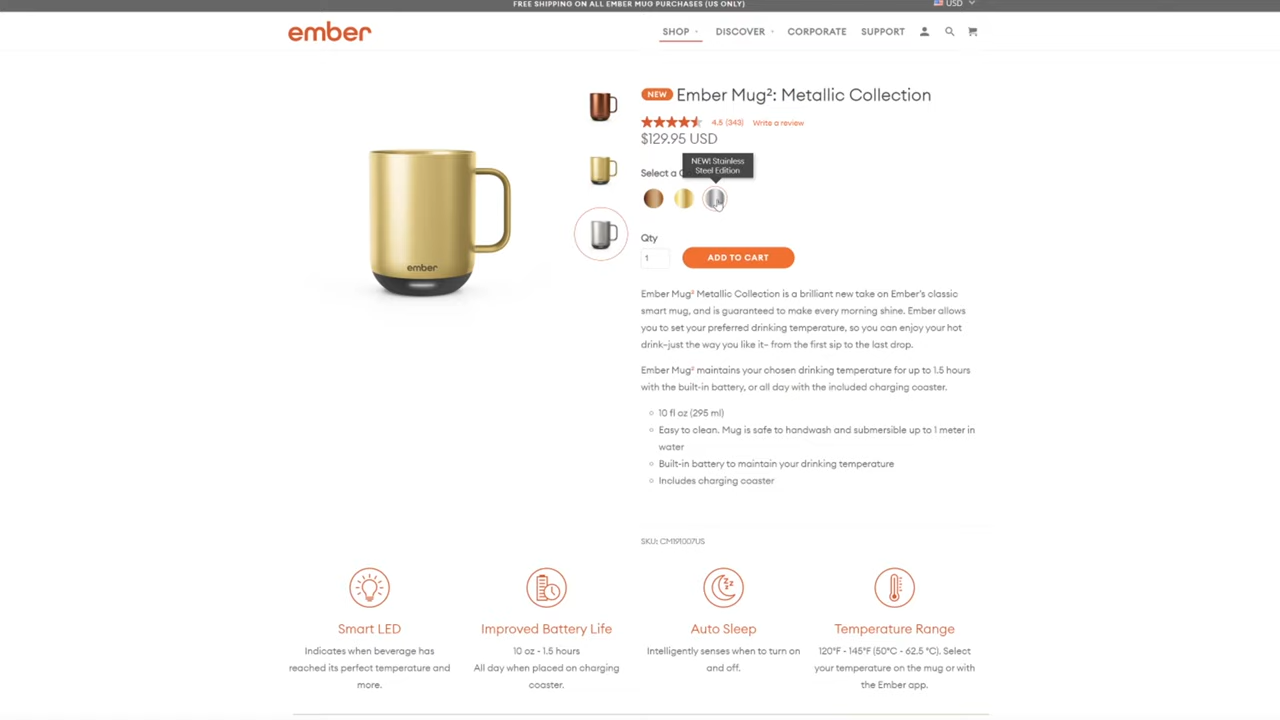 FREE SHIPPING ON ALL EMBER MUG PURCHASES (US ONLY)
USD
ember
SHOP
DISCOVER
CORPORATE
SUPPORT
NEW
Ember Mug²: Metallic Collection
4.5 (343)
Write a review
$129.95 USD
NEW! Stainless
Steel Edition
Select a
Qty
1
ADD TO CART
ember
Ember Mug² Metallic Collection is a brilliant new take on Ember's classic
smart mug, and is guaranteed to make every morning shine. Ember allows
you to set your preferred drinking temperature, so you can enjoy your hot
drink–just the way you like it– from the first sip to the last drop.
Ember Mug² maintains your chosen drinking temperature for up to 1.5 hours
with the built-in battery, or all day with the included charging coaster.
10 fl oz (295 ml)
Easy to clean. Mug is safe to handwash and submersible up to 1 meter in
water
Built-in battery to maintain your drinking temperature
Includes charging coaster
SKU: CM191007US
Smart LED
Indicates when beverage has
reached its perfect temperature and
more.
Improved Battery Life
10 oz - 1.5 hours
All day when placed on charging
coaster.
Auto Sleep
Intelligently senses when to turn on
and off.
Temperature Range
120°F - 145°F (50°C - 62.5 °C). Select
your temperature on the mug or with
the Ember app.